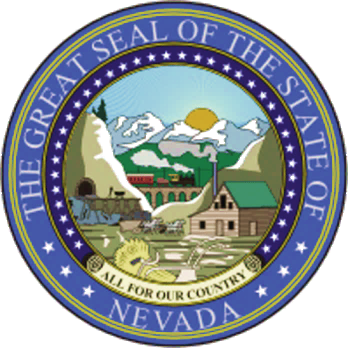 THE GREAT SEAL OF THE STATE OF
NEVADA
ALL FOR OUR COUNTRY